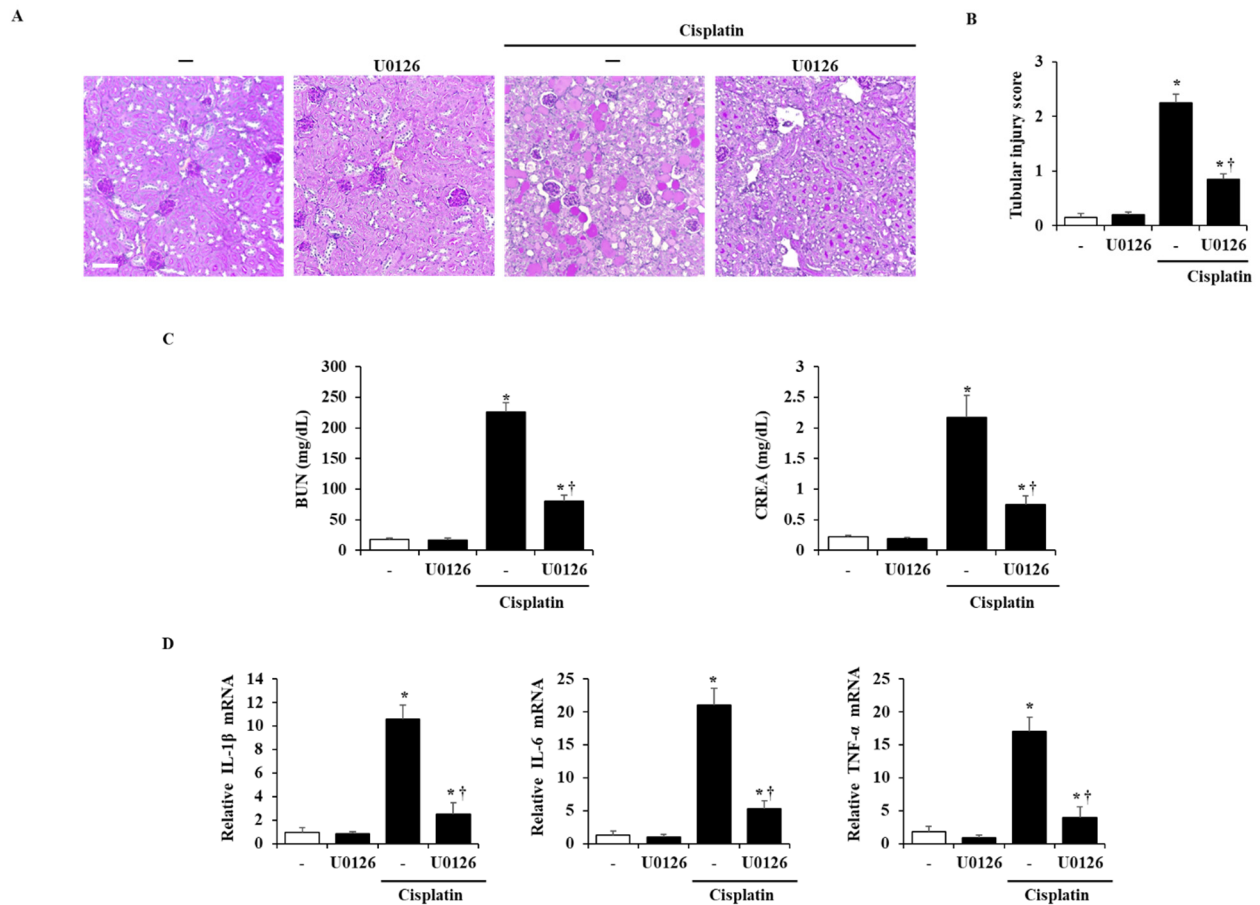 A
B
Cisplatin
– U0126 – U0126
Tubular injury score
3
2
1
0
*
*†
- U0126 - U0126
Cisplatin
C
BUN (mg/dL)
300
250
200
150
100
50
0
*
*†
- U0126 - U0126
Cisplatin
CREA (mg/dL)
3
2.5
2
1.5
1
0.5
0
*
*†
- U0126 - U0126
Cisplatin
D
Relative IL-1β mRNA
14
12
10
8
6
4
2
0
*
*†
- U0126 - U0126
Cisplatin
Relative IL-6 mRNA
25
20
15
10
5
0
*
*†
- U0126 - U0126
Cisplatin
Relative TNF-α mRNA
25
20
15
10
5
0
*
*†
- U0126 - U0126
Cisplatin